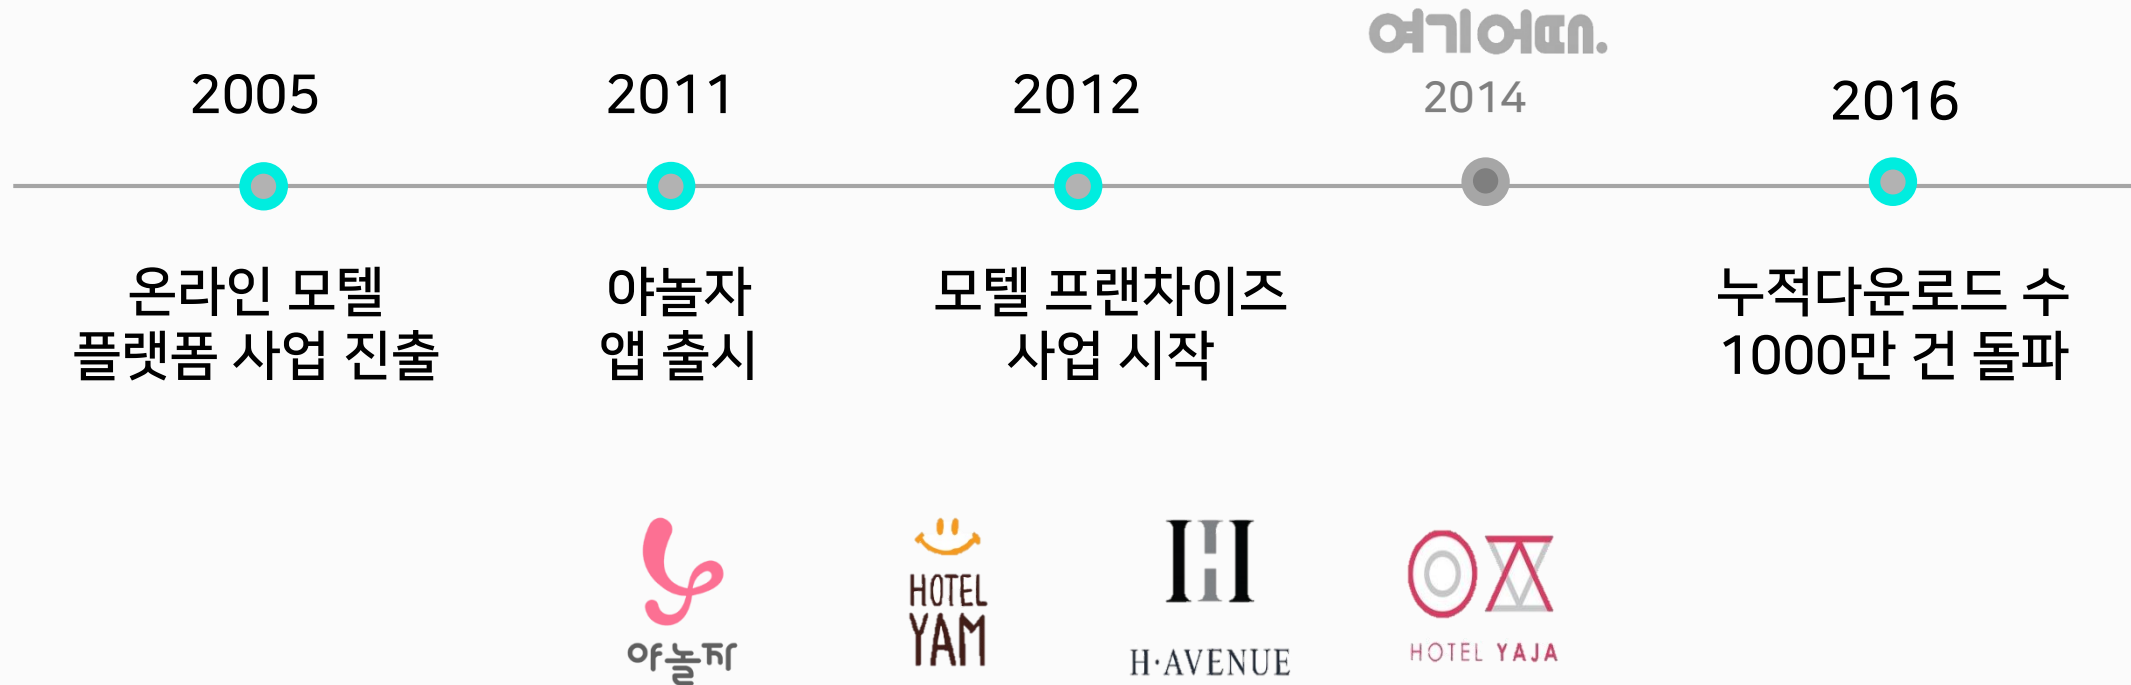 여기어때.
2005
2011
2012
2014
2016
온라인 모텔
플랫폼 사업 진출
야놀자
앱 출시
모텔 프랜차이즈
사업 시작
누적다운로드 수
1000만 건 돌파
야놀자
HOTEL
YAM
H·AVENUE
HOTEL YAJA